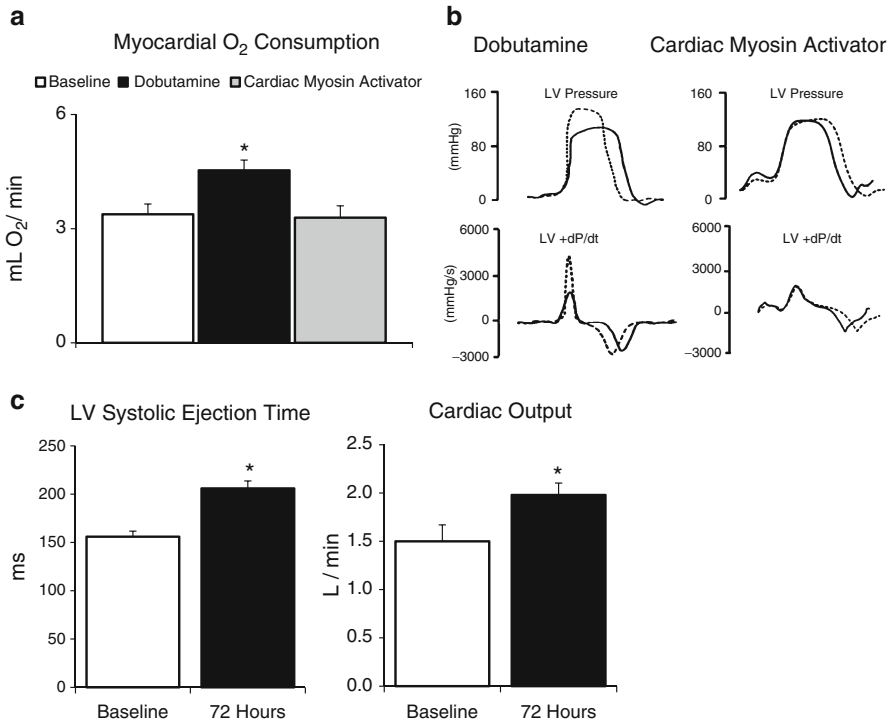 a
Myocardial O₂ Consumption
Baseline Dobutamine Cardiac Myosin Activator
6
3
0
mL O₂/ min
*
b
Dobutamine Cardiac Myosin Activator
LV Pressure
160
80
0
(mmHg)
LV Pressure
160
80
0
LV +dP/dt
6000
3000
0
−3000
(mmHg/s)
LV +dP/dt
6000
3000
0
−3000
c
LV Systolic Ejection Time
250
200
150
100
50
0
ms
*
Baseline 72 Hours
Cardiac Output
2.5
2.0
1.5
1.0
0.5
0.0
L / min
*
Baseline 72 Hours